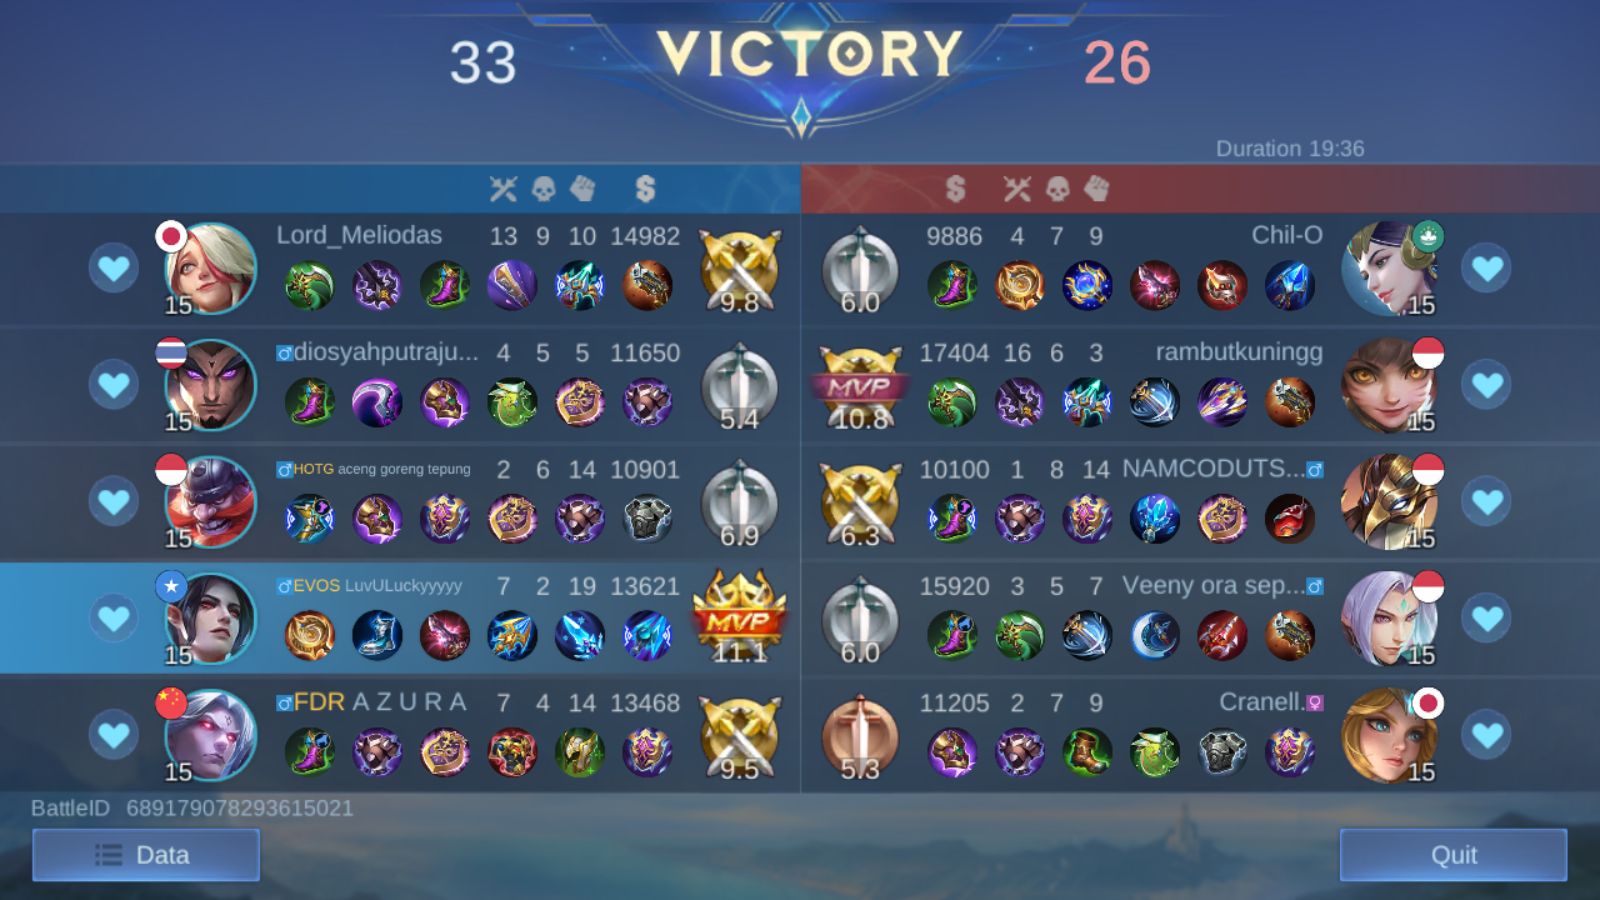 33 VICTORY 26
Duration 19:36
Lord_Meliodas 13 9 10 14982
15 9.8
6.0 9886 4 7 9 Chil-O
15
diosyahputraju... 4 5 5 11650
15 5.4
MVP 17404 16 6 3 rambutkuningg
10.8 15
HOTG aceng goreng tepung 2 6 14 10901
15 6.9
10100 1 8 14 NAMCODUTS...
6.3 15
EVOS LuvULuckyyyyy 7 2 19 13621
MVP
15 11.1
15920 3 5 7 Veeny ora sep...
6.0 15
FDR A Z U R A 7 4 14 13468
15 9.5
11205 2 7 9 Cranell.
5.3 15
BattleID 689179078293615021
Data
Quit